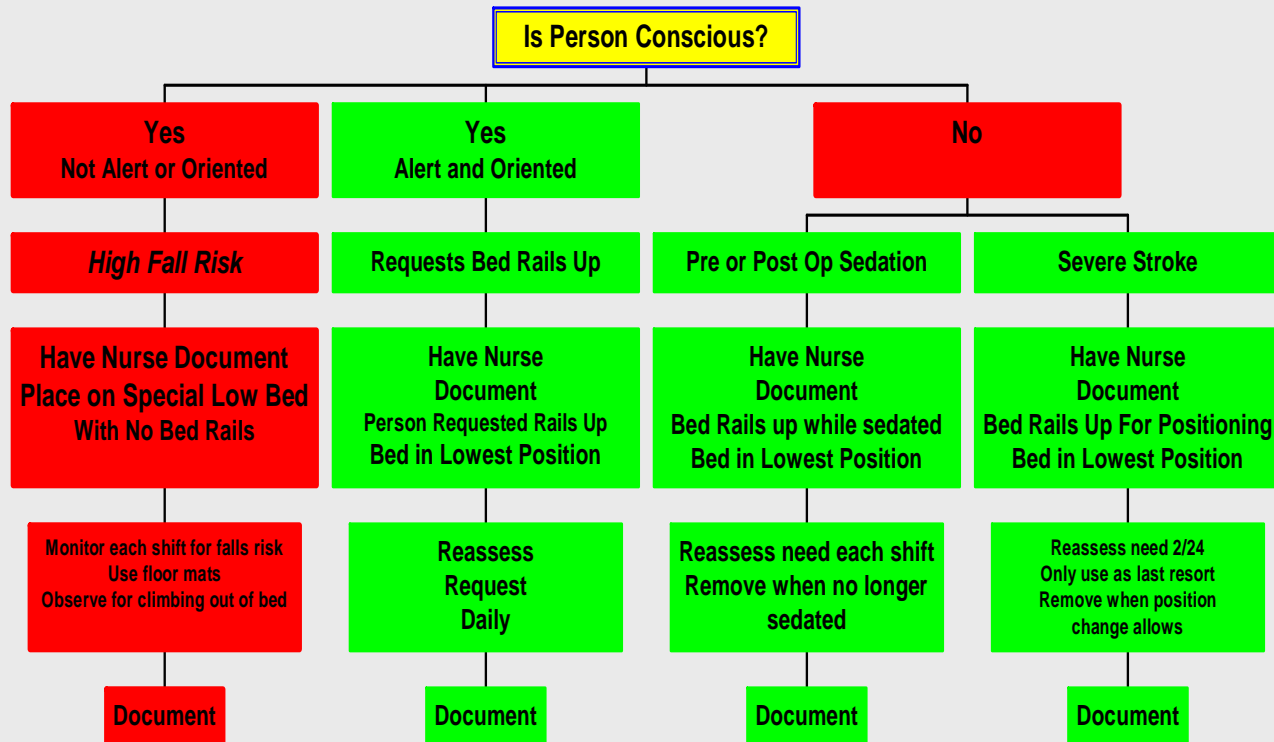 Is Person Conscious?
Yes
Not Alert or Oriented
Yes
Alert and Oriented
No
High Fall Risk
Requests Bed Rails Up
Pre or Post Op Sedation
Severe Stroke
Have Nurse Document
Place on Special Low Bed
With No Bed Rails
Have Nurse
Document
Person Requested Rails Up
Bed in Lowest Position
Have Nurse
Document
Bed Rails up while sedated
Bed in Lowest Position
Have Nurse
Document
Bed Rails Up For Positioning
Bed in Lowest Position
Monitor each shift for falls risk
Use floor mats
Observe for climbing out of bed
Reassess
Request
Daily
Reassess need each shift
Remove when no longer
sedated
Reassess need 2/24
Only use as last resort
Remove when position
change allows
Document
Document
Document
Document